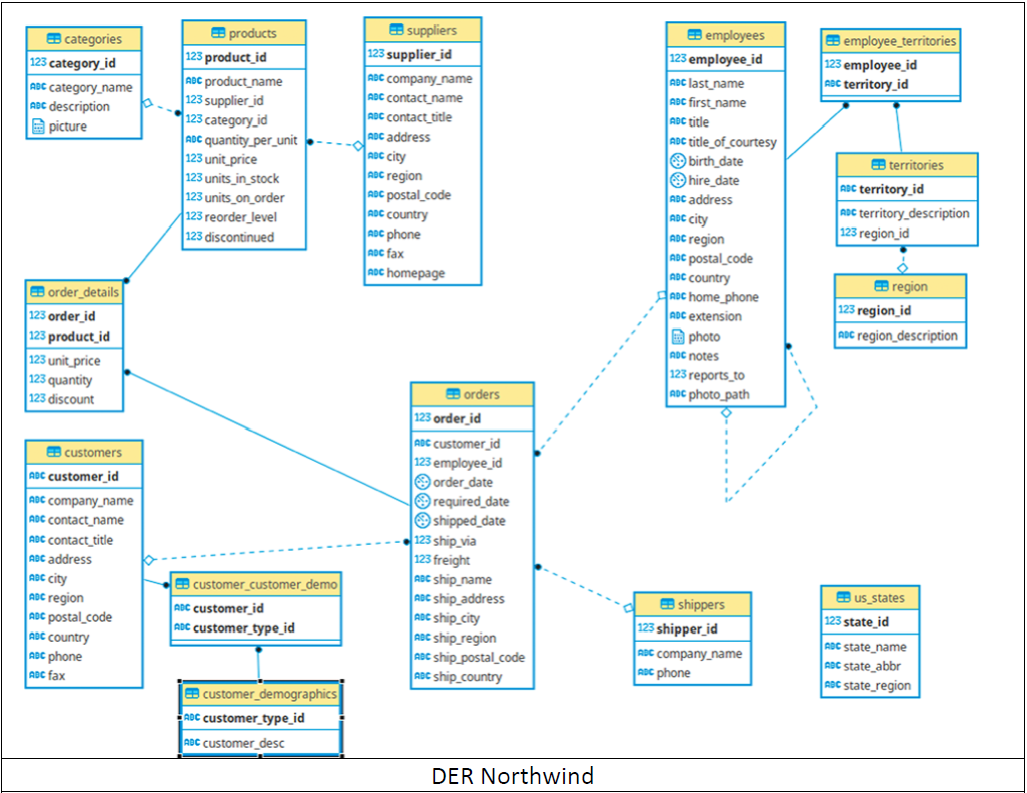 categories
123 category_id
ABC category_name
ABC description
picture
products
123 product_id
ABC product_name
123 supplier_id
123 category_id
ABC quantity_per_unit
123 unit_price
123 units_in_stock
123 units_on_order
123 reorder_level
123 discontinued
suppliers
123 supplier_id
ABC company_name
ABC contact_name
ABC contact_title
ABC address
ABC city
ABC region
ABC postal_code
ABC country
ABC phone
ABC fax
ABC homepage
employees
123 employee_id
ABC last_name
ABC first_name
ABC title
ABC title_of_courtesy
birth_date
hire_date
ABC address
ABC city
ABC region
ABC postal_code
ABC country
ABC home_phone
ABC extension
photo
ABC notes
123 reports_to
ABC photo_path
employee_territories
123 employee_id
ABC territory_id
territories
ABC territory_id
ABC territory_description
123 region_id
region
123 region_id
ABC region_description
order_details
123 order_id
123 product_id
123 unit_price
123 quantity
123 discount
orders
123 order_id
ABC customer_id
123 employee_id
order_date
required_date
shipped_date
123 ship_via
123 freight
ABC ship_name
ABC ship_address
ABC ship_city
ABC ship_region
ABC ship_postal_code
ABC ship_country
customers
ABC customer_id
ABC company_name
ABC contact_name
ABC contact_title
ABC address
ABC city
ABC region
ABC postal_code
ABC country
ABC phone
ABC fax
customer_customer_demo
ABC customer_id
ABC customer_type_id
customer_demographics
ABC customer_type_id
ABC customer_desc
shippers
123 shipper_id
ABC company_name
ABC phone
us_states
123 state_id
ABC state_name
ABC state_abbr
ABC state_region
DER Northwind